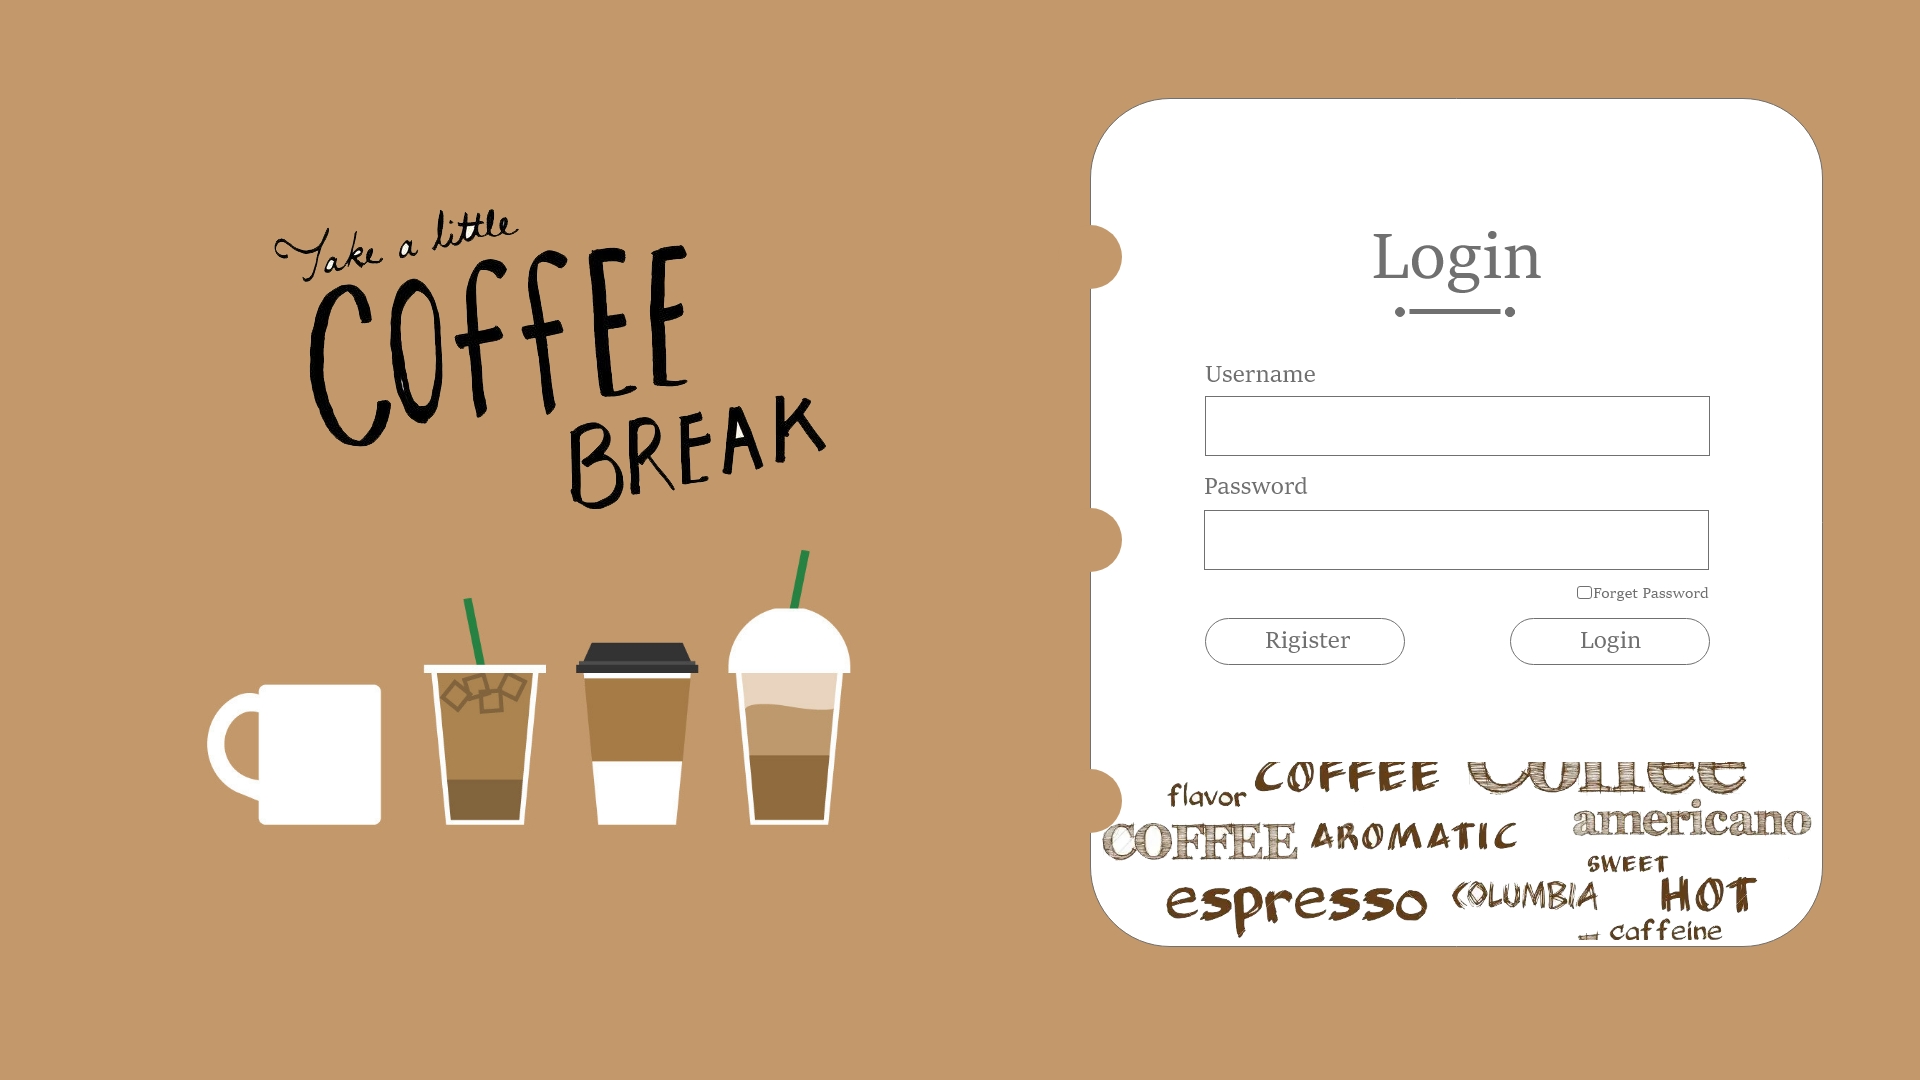 Take a little
COFFEE
BREAK
Login
Username
Password
Forget Password
Rigister
Login
flavor COFFEE Coffee
COFFEE AROMATIC americano
SWEET
espresso COLUMBIA HOT
caffeine